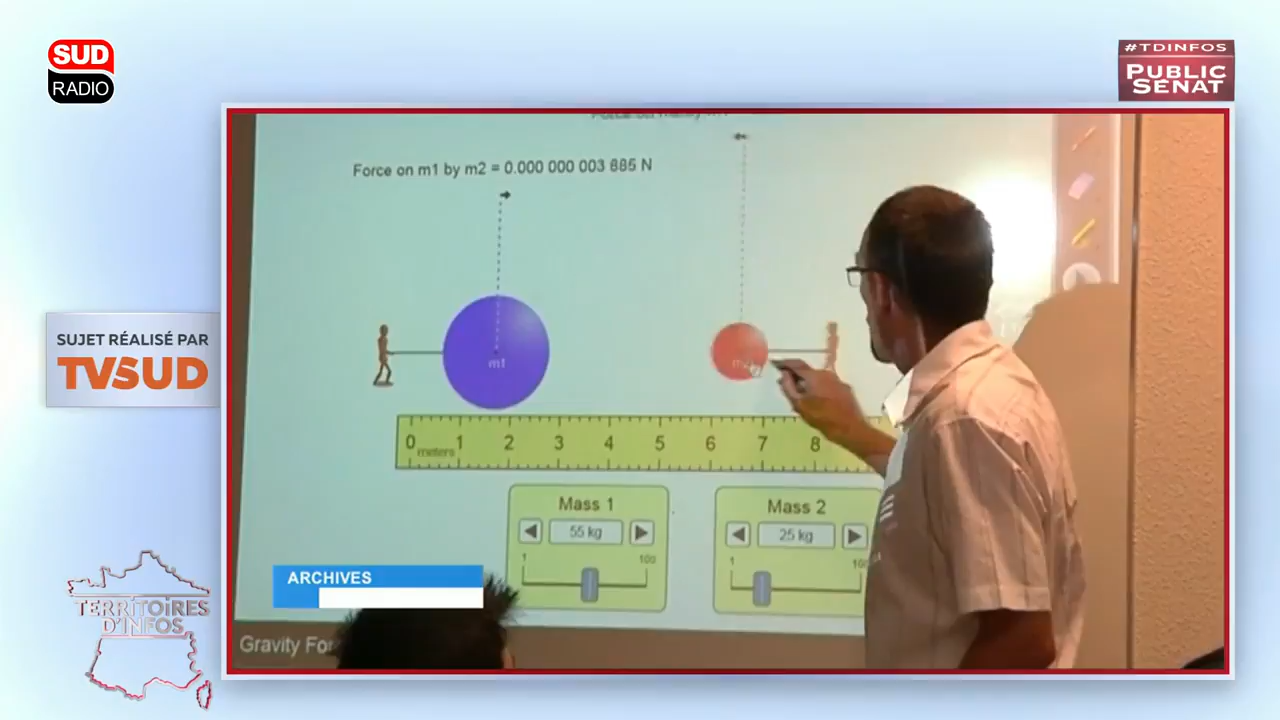 SUD
RADIO
#TDINFOS
PUBLIC
SÉNAT
Force on m1 by m2 = 0.000 000 003 885 N
m1
SUJET RÉALISÉ PAR
TVSUD
0 1 2 3 4 5 6 7 8
meters
Mass 1
55 kg
1 100
Mass 2
25 kg
1
ARCHIVES
TERRITOIRES
D'INFOS
Gravity